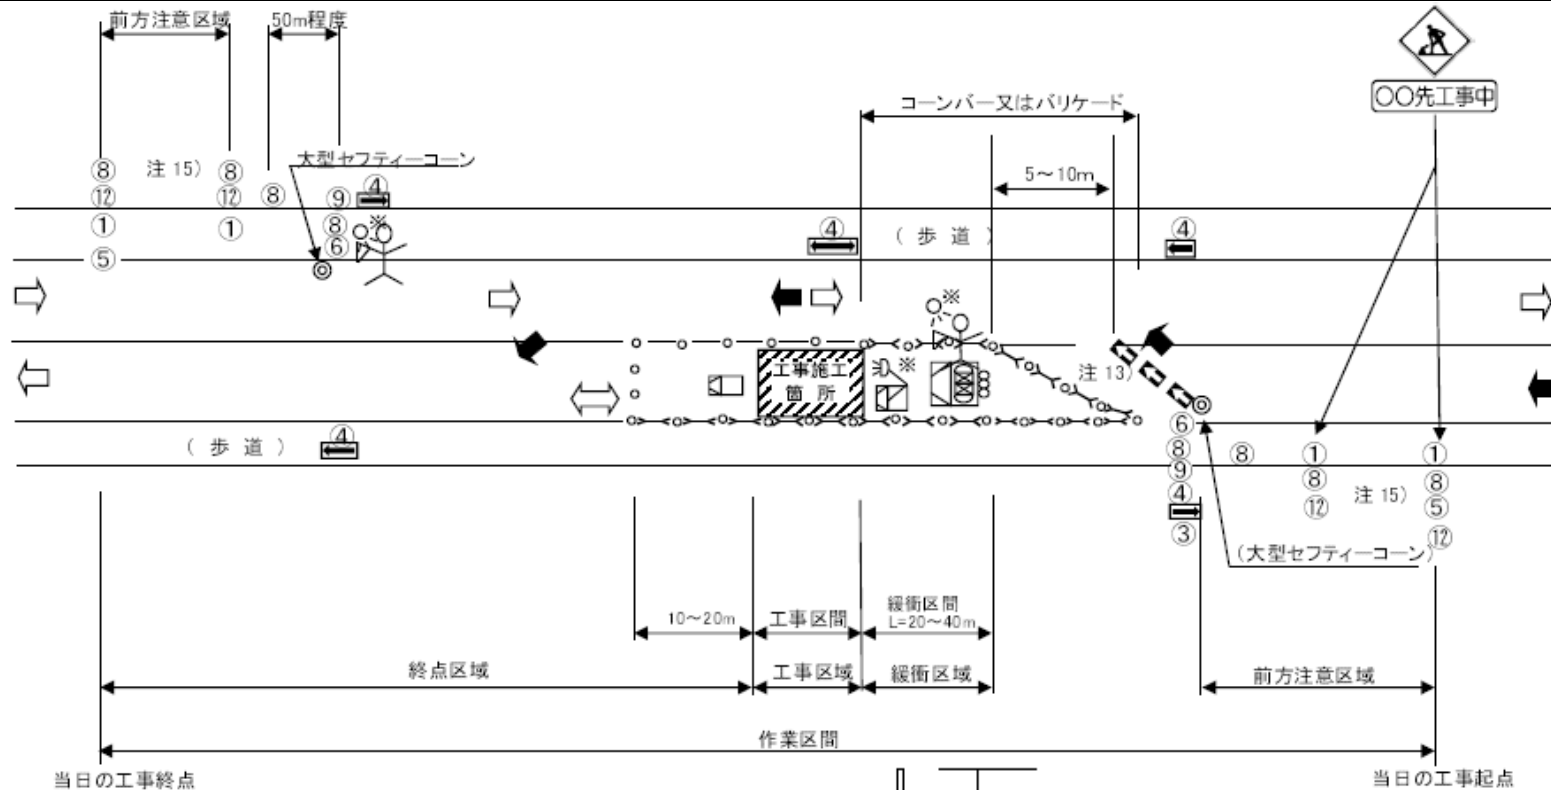 前方注意区域
50m程度
〇〇先工事中
コーンバー又はバリケード
大型セフティーコーン
⑧
注 15)
⑧
④
5～10m
⑫
⑫
⑧
⑨
①
①
⑧
※
④
(歩道)
④
⑤
⑥
※
工事施工
箇所
※
注 13)
(歩道)
④
⑥
⑧
⑧
①
①
⑨
⑧
⑧
④
⑫
注 15)
⑤
③
⑫
(大型セフティーコーン)
10～20m
工事区間
緩衝区間
L=20～40m
終点区域
工事区域
緩衝区域
前方注意区域
作業区間
当日の工事終点
当日の工事起点